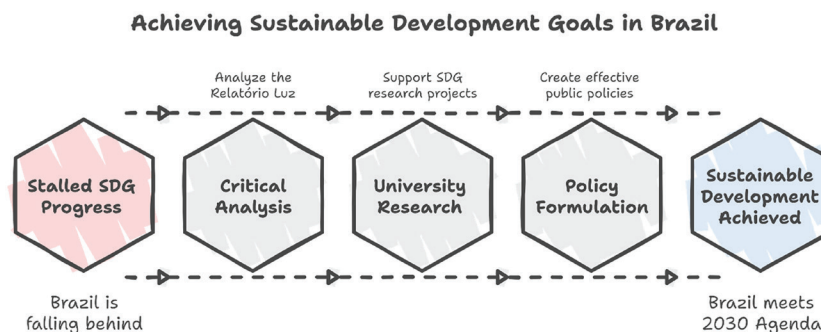 Achieving Sustainable Development Goals in Brazil
Analyze the
Relatório Luz
Support SDG
research projects
Create effective
public policies
Stalled SDG
Progress
Critical
Analysis
University
Research
Policy
Formulation
Sustainable
Development
Achieved
Brazil is
falling behind
Brazil meets
2030 Agenda